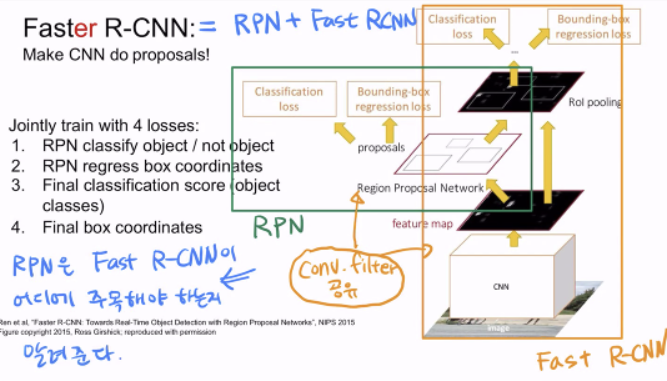 Faster R-CNN: = RPN + Fast RCNN
Make CNN do proposals!
Classification loss
Bounding-box regression loss
...
RoI pooling
Classification loss
Bounding-box regression loss
proposals
Region Proposal Network
feature map
CNN
image
Jointly train with 4 losses:
1. RPN classify object / not object
2. RPN regress box coordinates
3. Final classification score (object
classes)
4. Final box coordinates
RPN
Conv. filter
공유
RPN은 Fast R-CNN이
어디에 주목해야 하는지
알려준다.
Ren et al, "Faster R-CNN: Towards Real-Time Object Detection with Region Proposal Networks", NIPS 2015
Figure copyright 2015, Ross Girshick; reproduced with permission
Fast R-CNN